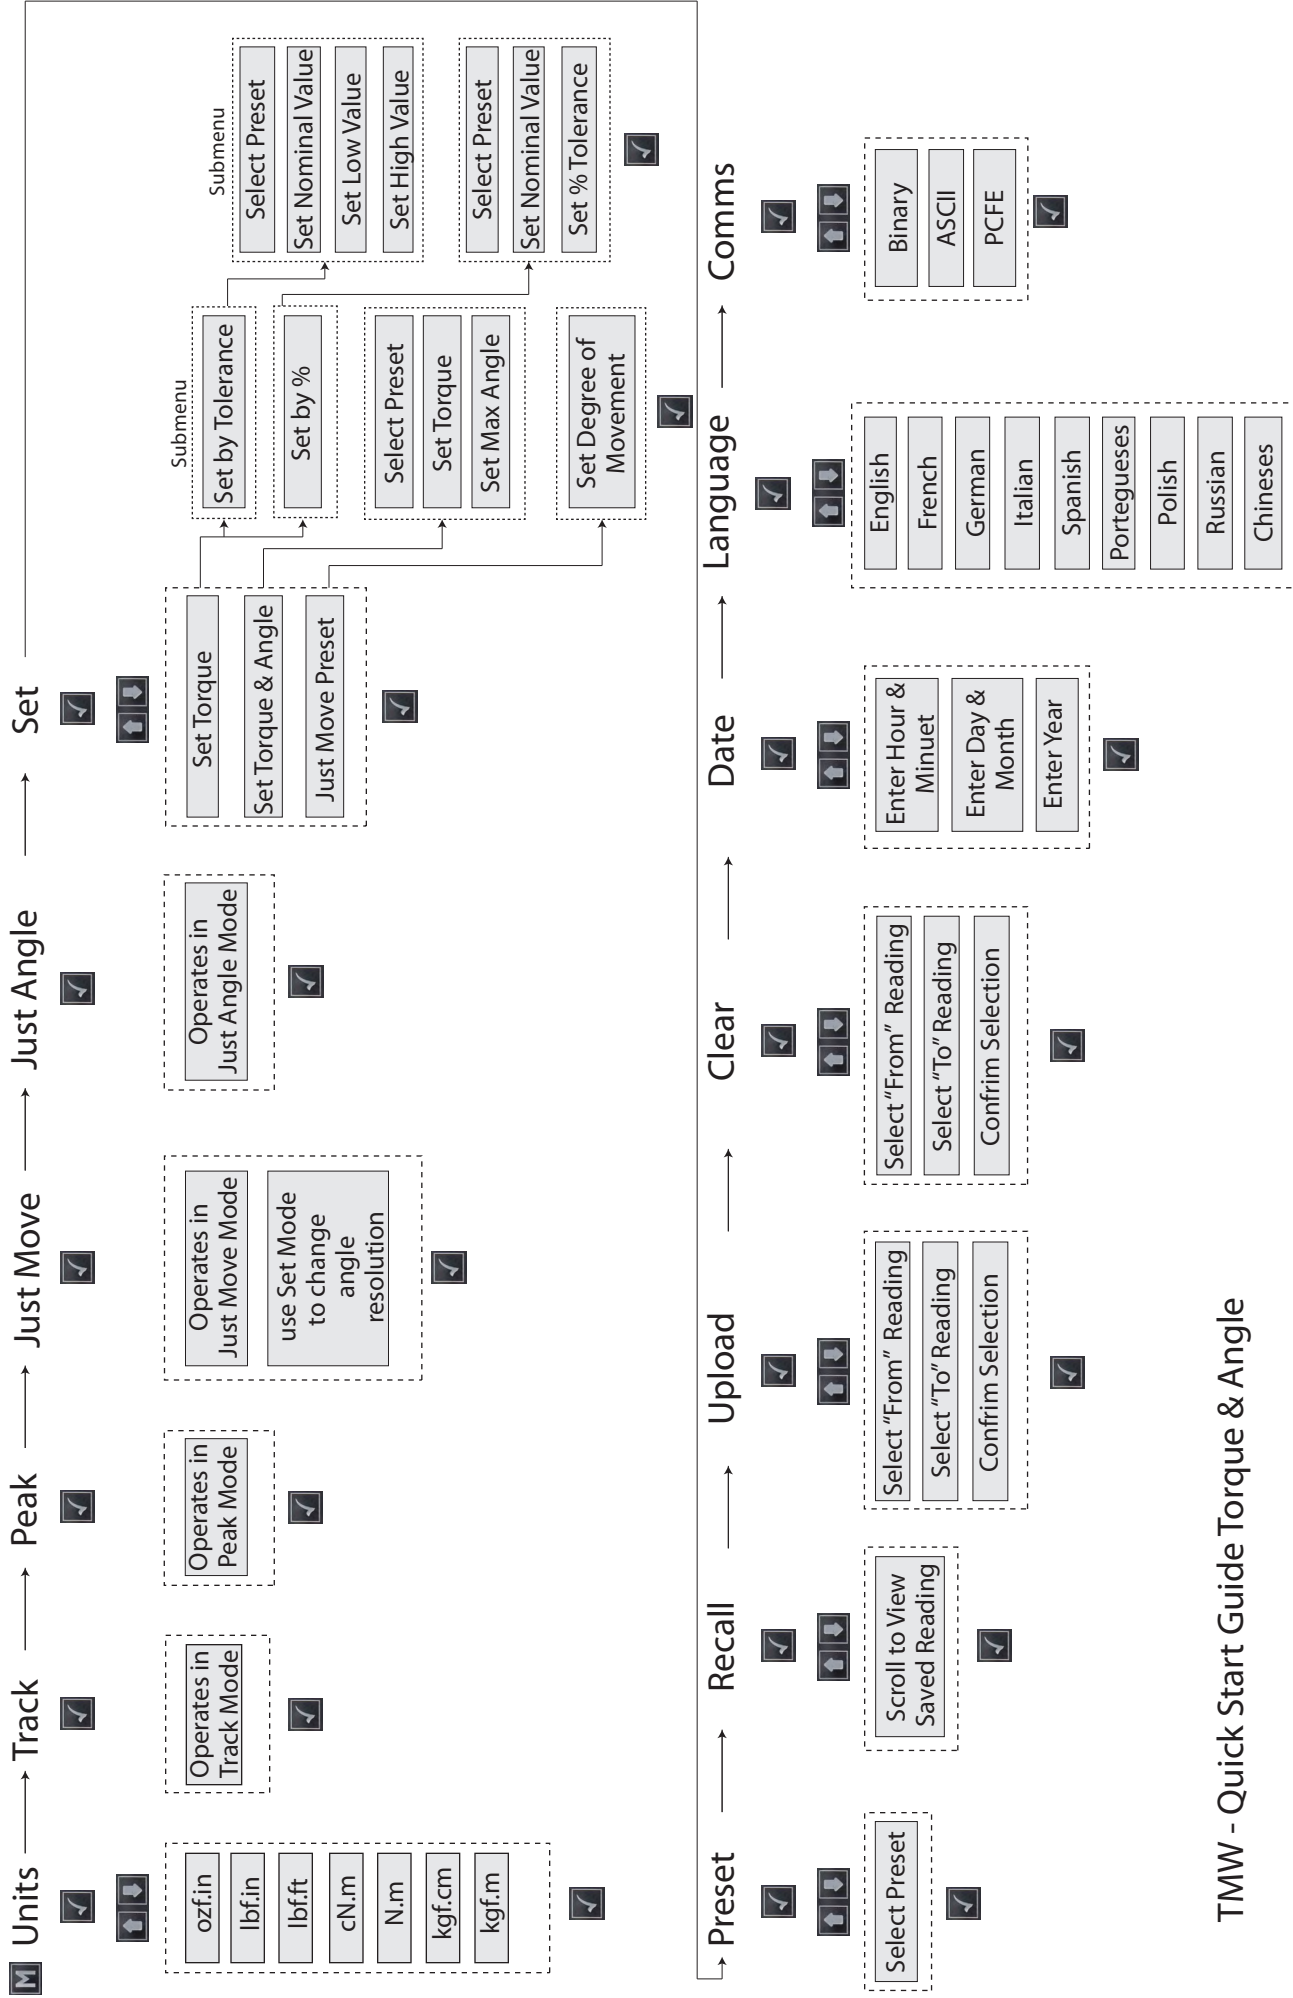 M
Units
Track
Peak
Just Move
Just Angle
Set
ozf.in
lbf.in
lbf.ft
cN.m
N.m
kgf.cm
kgf.m
Operates in
Track Mode
Operates in
Peak Mode
Operates in
Just Move Mode
use Set Mode
to change
angle
resolution
Operates in
Just Angle Mode
Set Torque
Set Torque & Angle
Just Move Preset
Submenu
Set by Tolerance
Set by %
Select Preset
Set Torque
Set Max Angle
Set Degree of
Movement
Submenu
Select Preset
Set Nominal Value
Set Low Value
Set High Value
Select Preset
Set Nominal Value
Set % Tolerance
Preset
Recall
Upload
Clear
Date
Language
Comms
Select Preset
Scroll to View
Saved Reading
Select “From” Reading
Select “To” Reading
Confrim Selection
Select “From” Reading
Select “To” Reading
Confrim Selection
Enter Hour &
Minuet
Enter Day &
Month
Enter Year
English
French
German
Italian
Spanish
Portegueses
Polish
Russian
Chineses
Binary
ASCII
PCFE
TMW - Quick Start Guide Torque & Angle